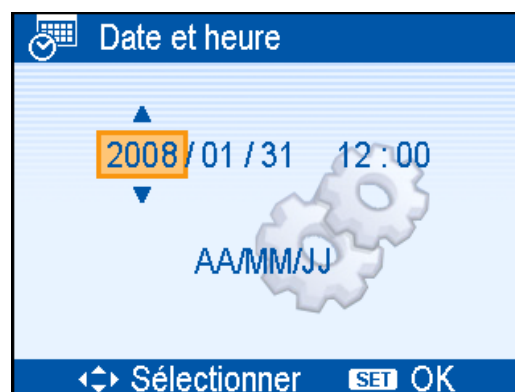 Date et heure
2008 / 01 / 31 12 : 00
AA/MM/JJ
Sélectionner SET OK